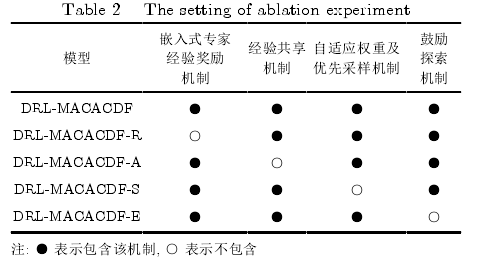 Table 2 The setting of ablation experiment
模型 嵌入式专家经验奖励机制 经验共享机制 自适应权重及优先采样机制 鼓励探索机制
DRL-MACACDF ● ● ● ●
DRL-MACACDF-R ○ ● ● ●
DRL-MACACDF-A ● ○ ● ●
DRL-MACACDF-S ● ● ○ ●
DRL-MACACDF-E ● ● ● ○
注: ● 表示包含该机制, ○ 表示不包含